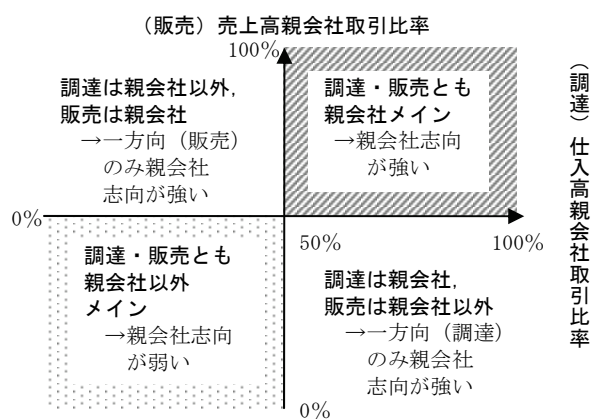 （販売）売上高親会社取引比率
100%
調達は親会社以外，
販売は親会社
→一方向（販売）
のみ親会社
志向が強い
調達・販売とも
親会社メイン
→親会社志向
が強い
（調達）仕入高親会社取引比率
0%
50%
100%
調達・販売とも
親会社以外
メイン
→親会社志向
が弱い
調達は親会社，
販売は親会社以外
→一方向（調達）
のみ親会社
志向が強い
0%